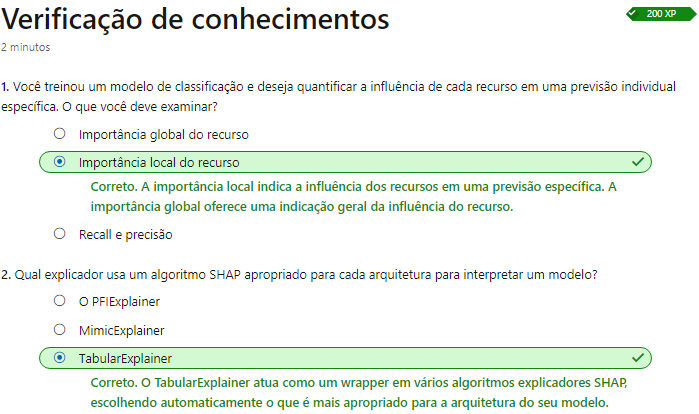 Verificação de conhecimentos
200 XP
2 minutos
1. Você treinou um modelo de classificação e deseja quantificar a influência de cada recurso em uma previsão individual
específica. O que você deve examinar?
Importância global do recurso
Importância local do recurso
Correto. A importância local indica a influência dos recursos em uma previsão específica. A
importância global oferece uma indicação geral da influência do recurso.
Recall e precisão
2. Qual explicador usa um algoritmo SHAP apropriado para cada arquitetura para interpretar um modelo?
O PFIExplainer
MimicExplainer
TabularExplainer
Correto. O TabularExplainer atua como um wrapper em vários algoritmos explicadores SHAP,
escolhendo automaticamente o que é mais apropriado para a arquitetura do seu modelo.